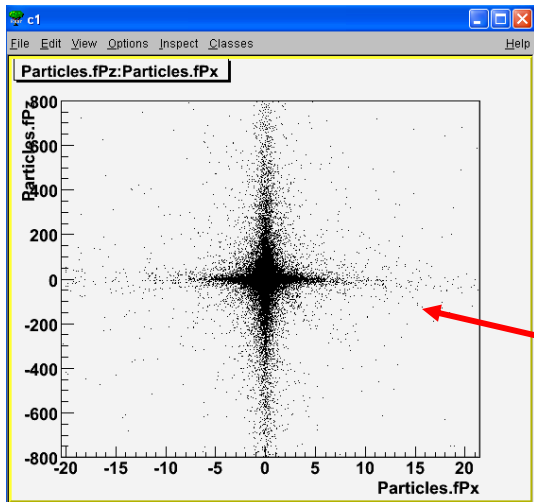 c1
File Edit View Options Inspect Classes Help
Particles.fPz:Particles.fPx
Particles.fPz
800
600
400
200
0
-200
-400
-600
-800
-20 -15 -10 -5 0 5 10 15 20
Particles.fPx